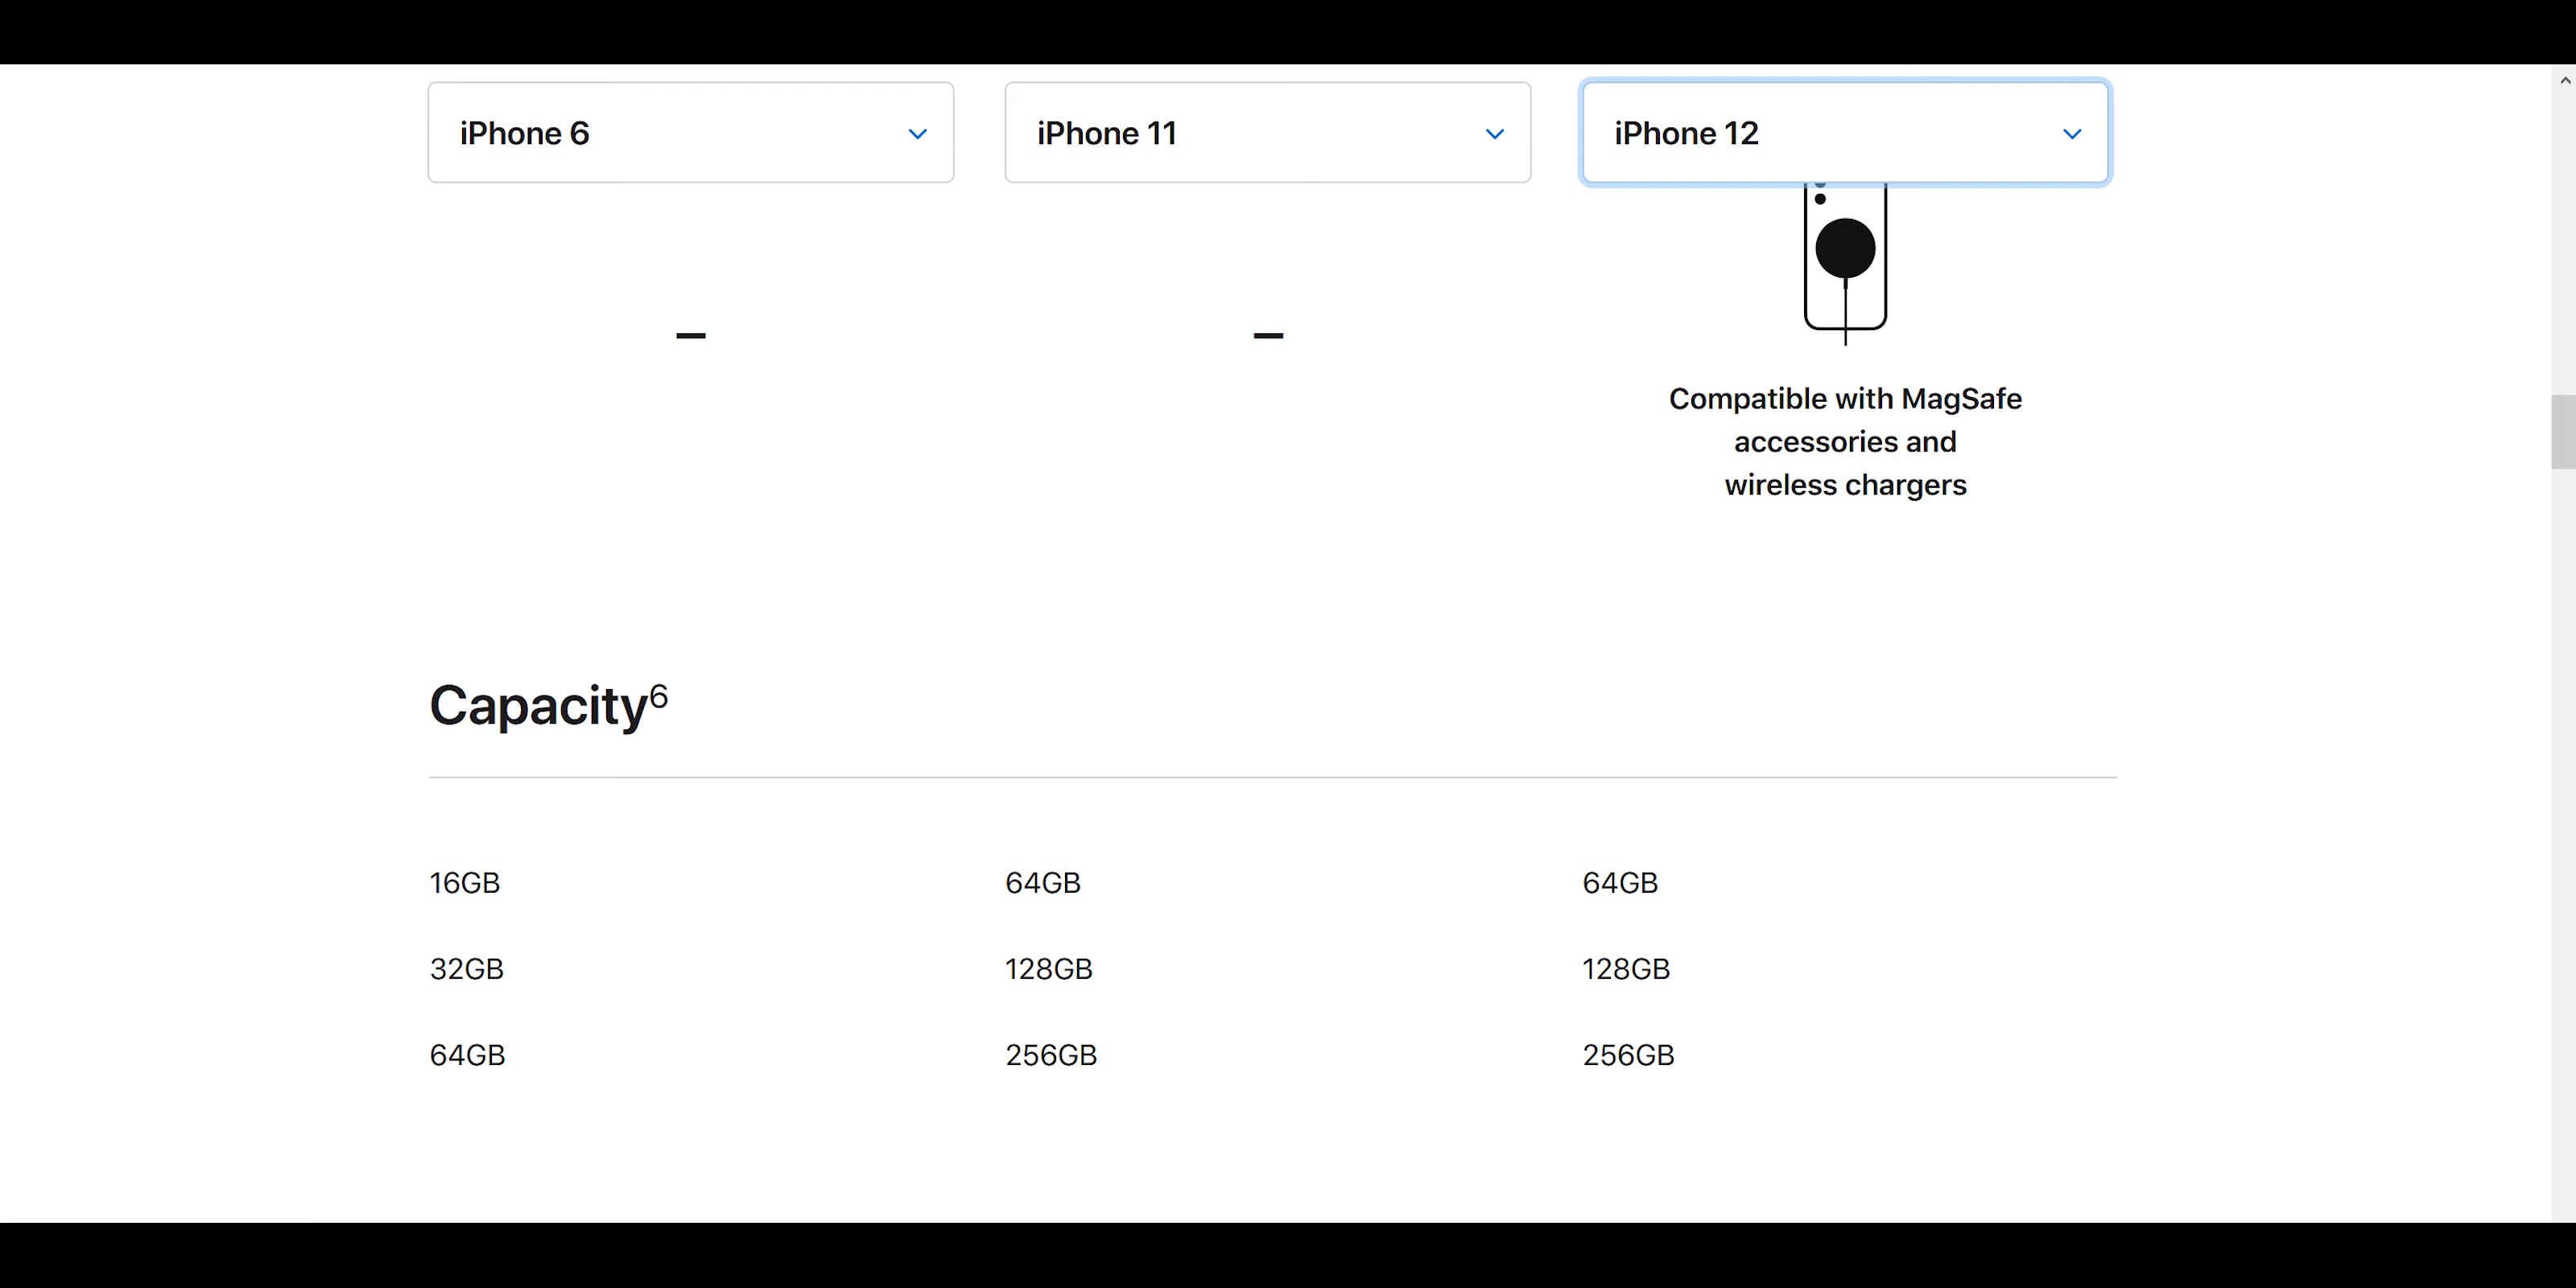 iPhone 6
iPhone 11
iPhone 12
–
–
Compatible with MagSafe
accessories and
wireless chargers
Capacity⁶
16GB
64GB
64GB
32GB
128GB
128GB
64GB
256GB
256GB